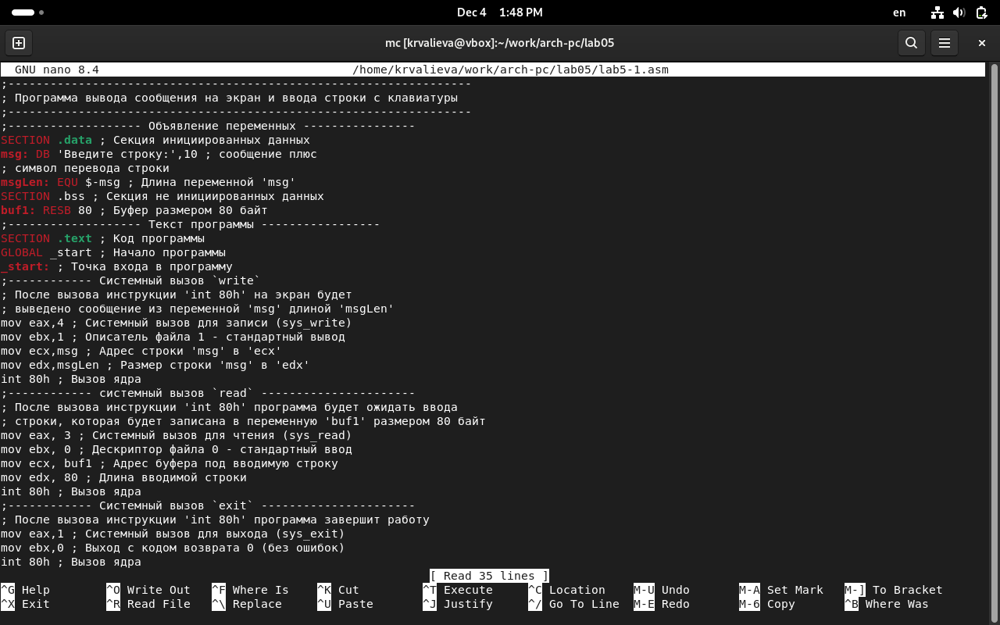 Dec 4 1:48 PM en
mc [krvalieva@vbox]:~/work/arch-pc/lab05
GNU nano 8.4 /home/krvalieva/work/arch-pc/lab05/lab5-1.asm
;------------------------------------------------------------------
; Программа вывода сообщения на экран и ввода строки с клавиатуры
;------------------------------------------------------------------
;------------------- Объявление переменных ----------------
SECTION .data ; Секция инициированных данных
msg: DB 'Введите строку:',10 ; сообщение плюс
; символ перевода строки
msgLen: EQU $-msg ; Длина переменной 'msg'
SECTION .bss ; Секция не инициированных данных
buf1: RESB 80 ; Буфер размером 80 байт
;------------------- Текст программы -----------------
SECTION .text ; Код программы
GLOBAL _start ; Начало программы
_start: ; Точка входа в программу
;------------ Системный вызов `write`
; После вызова инструкции 'int 80h' на экран будет
; выведено сообщение из переменной 'msg' длиной 'msgLen'
mov eax,4 ; Системный вызов для записи (sys_write)
mov ebx,1 ; Описатель файла 1 - стандартный вывод
mov ecx,msg ; Адрес строки 'msg' в 'ecx'
mov edx,msgLen ; Размер строки 'msg' в 'edx'
int 80h ; Вызов ядра
;------------ системный вызов `read` ----------------------
; После вызова инструкции 'int 80h' программа будет ожидать ввода
; строки, которая будет записана в переменную 'buf1' размером 80 байт
mov eax, 3 ; Системный вызов для чтения (sys_read)
mov ebx, 0 ; Дескриптор файла 0 - стандартный ввод
mov ecx, buf1 ; Адрес буфера под вводимую строку
mov edx, 80 ; Длина вводимой строки
int 80h ; Вызов ядра
;------------ Системный вызов `exit` ----------------------
; После вызова инструкции 'int 80h' программа завершит работу
mov eax,1 ; Системный вызов для выхода (sys_exit)
mov ebx,0 ; Выход с кодом возврата 0 (без ошибок)
int 80h ; Вызов ядра
[ Read 35 lines ]
^G Help ^O Write Out ^F Where Is ^K Cut ^T Execute ^C Location M-U Undo M-A Set Mark M-] To Bracket
^X Exit ^R Read File ^\ Replace ^U Paste ^J Justify ^/ Go To Line M-E Redo M-6 Copy ^B Where Was